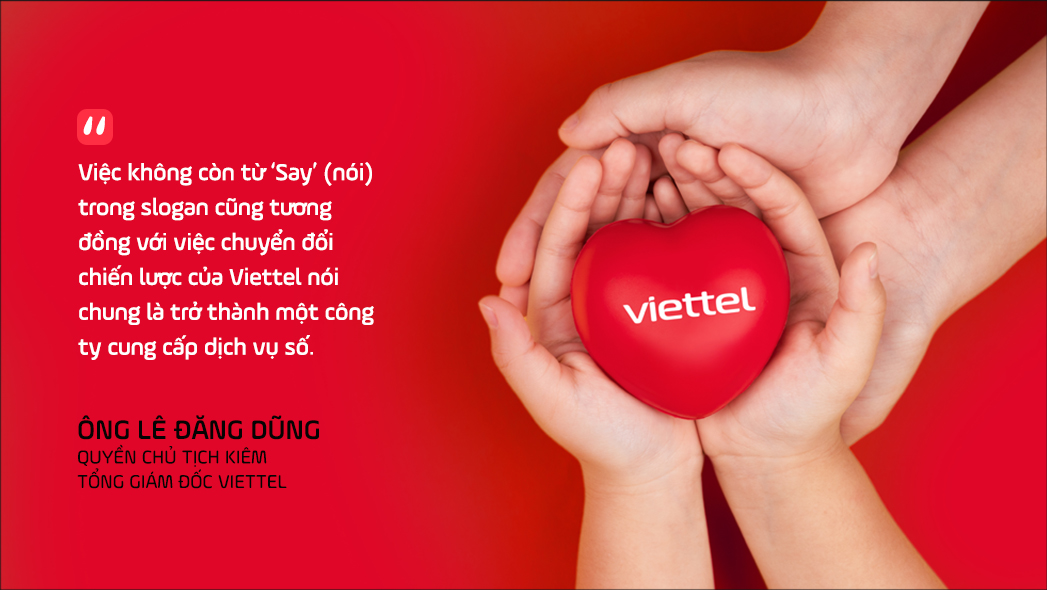 "
Việc không còn từ ‘Say’ (nói)
trong slogan cũng tương
đồng với việc chuyển đổi
chiến lược của Viettel nói
chung là trở thành một công
ty cung cấp dịch vụ số.
ÔNG LÊ ĐĂNG DŨNG
QUYỀN CHỦ TỊCH KIÊM
TỔNG GIÁM ĐỐC VIETTEL
viettel